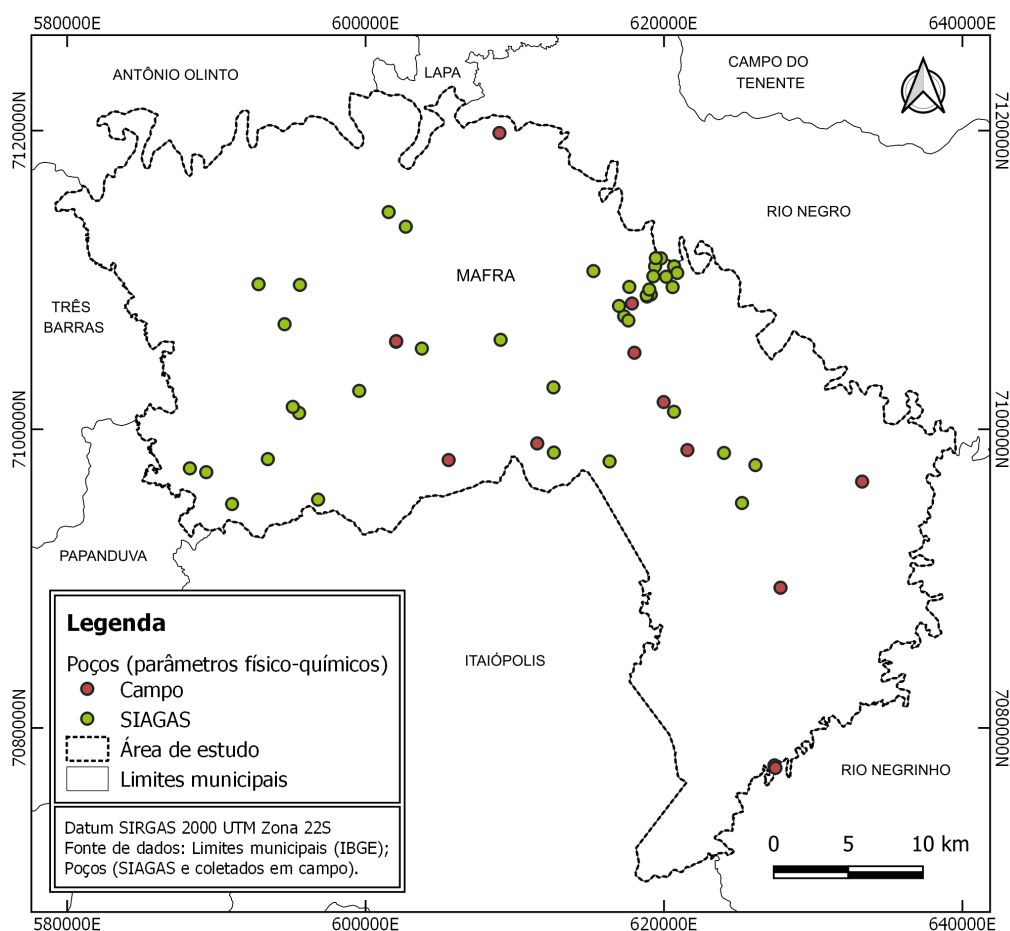 580000E
600000E
620000E
640000E
ANTÔNIO OLINTO
LAPA
CAMPO DO
TENENTE
7120000N
7120000N
RIO NEGRO
MAFRA
TRÊS
BARRAS
7100000N
7100000N
PAPANDUVA
ITAIÓPOLIS
Legenda
Poços (parâmetros físico-químicos)
Campo
SIAGAS
Área de estudo
Limites municipais
7080000N
7080000N
RIO NEGRINHO
Datum SIRGAS 2000 UTM Zona 22S
Fonte de dados: Limites municipais (IBGE);
Poços (SIAGAS e coletados em campo).
0 5 10 km
580000E
600000E
620000E
640000E